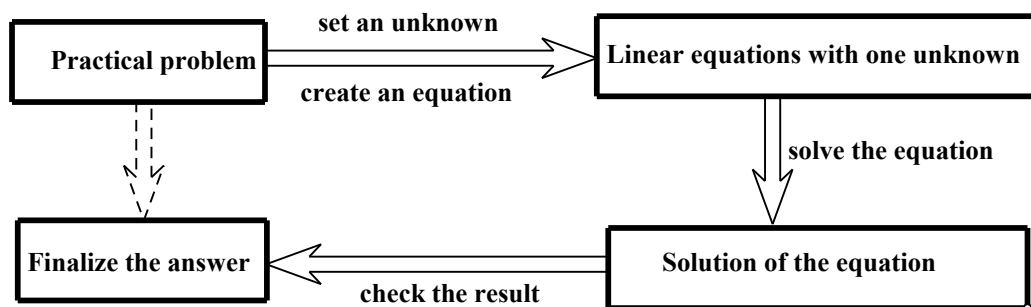 set an unknown
Practical problem
Linear equations with one unknown
create an equation
solve the equation
Finalize the answer
Solution of the equation
check the result